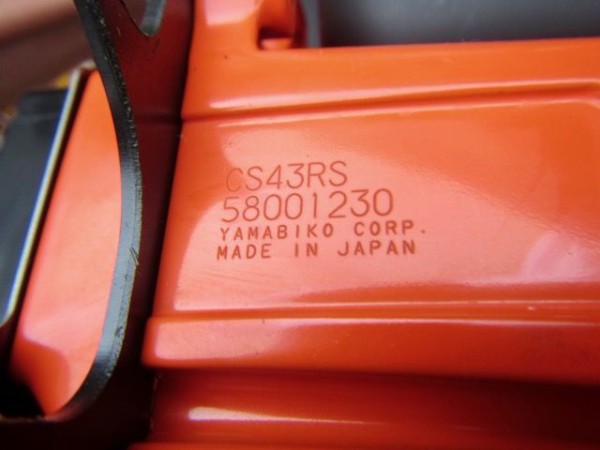 CS43RS
58001230
YAMABIKO CORP.
MADE IN JAPAN